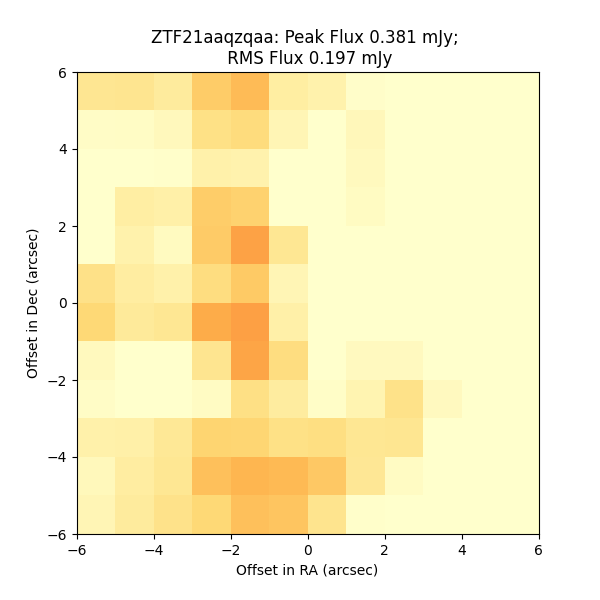 ZTF21aaqzqaa: Peak Flux 0.381 mJy;
RMS Flux 0.197 mJy
6
4
2
0
−2
−4
−6
Offset in Dec (arcsec)
−6 −4 −2 0 2 4 6
Offset in RA (arcsec)